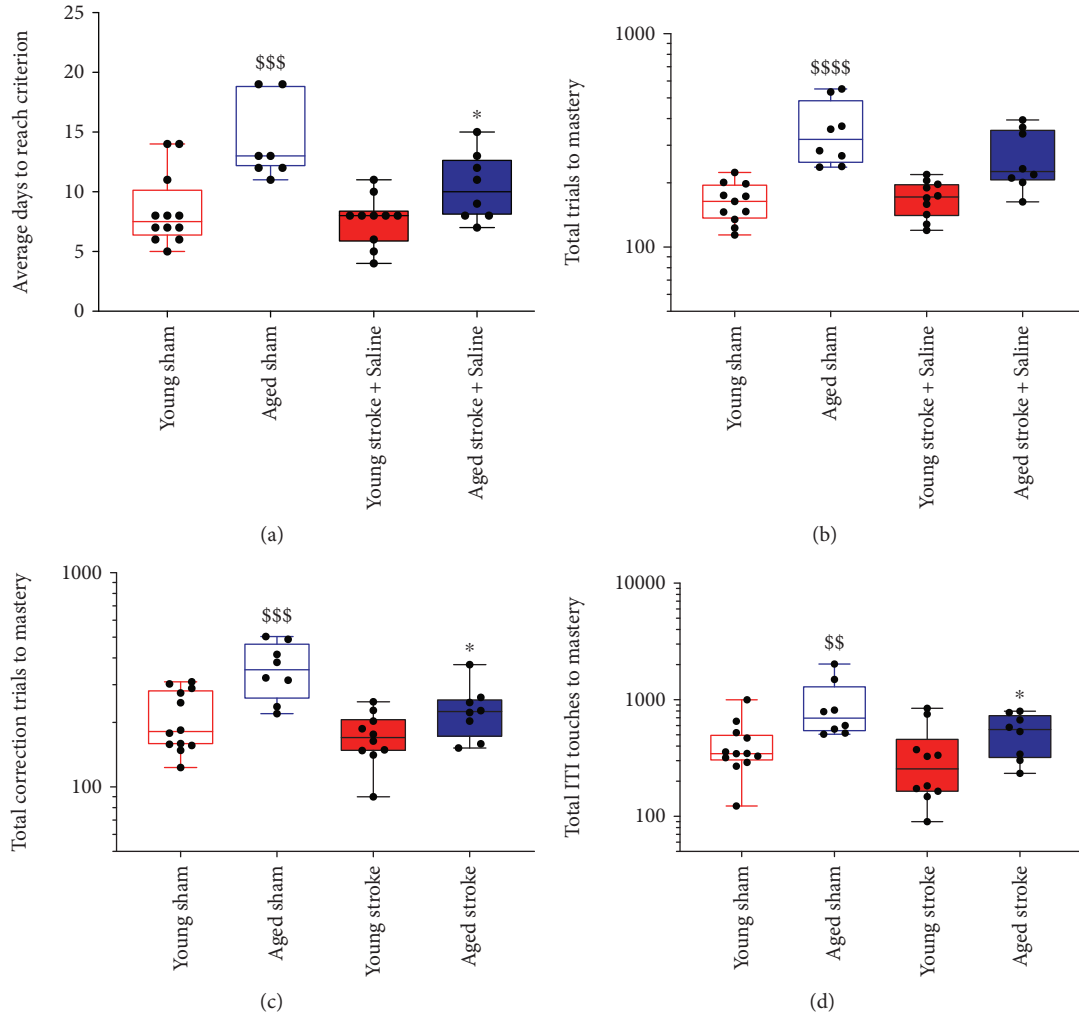 Average days to reach criterion
25
20
15
10
5
0
$$$
*
Young sham
Aged sham
Young stroke + Saline
Aged stroke + Saline
(a)
Total trials to mastery
1000
100
$$$$
Young sham
Aged sham
Young stroke + Saline
Aged stroke + Saline
(b)
Total correction trials to mastery
1000
100
$$$
*
Young sham
Aged sham
Young stroke
Aged stroke
(c)
Total ITI touches to mastery
10000
1000
100
$$
*
Young sham
Aged sham
Young stroke
Aged stroke
(d)